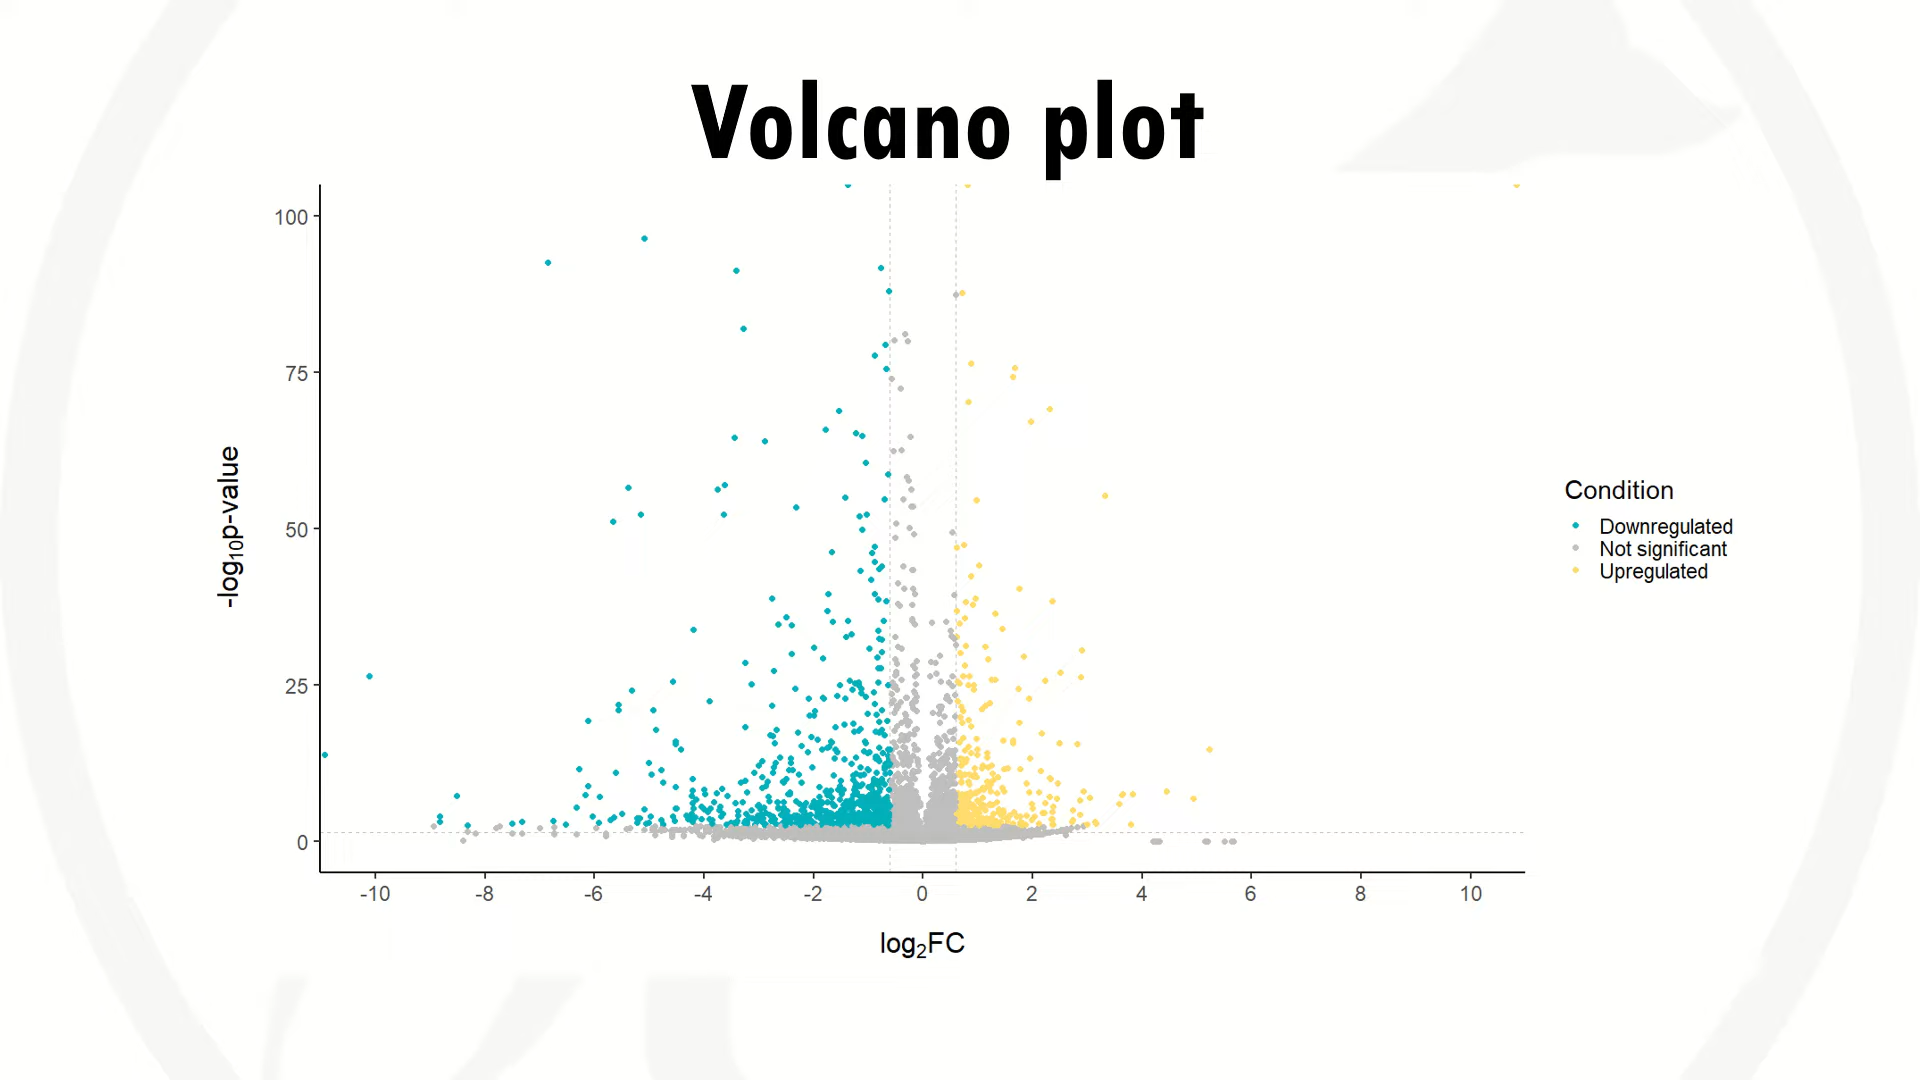 Volcano plot
100
75
50
25
0
-log₁₀p-value
-10 -8 -6 -4 -2 0 2 4 6 8 10
log₂FC
Condition
Downregulated
Not significant
Upregulated